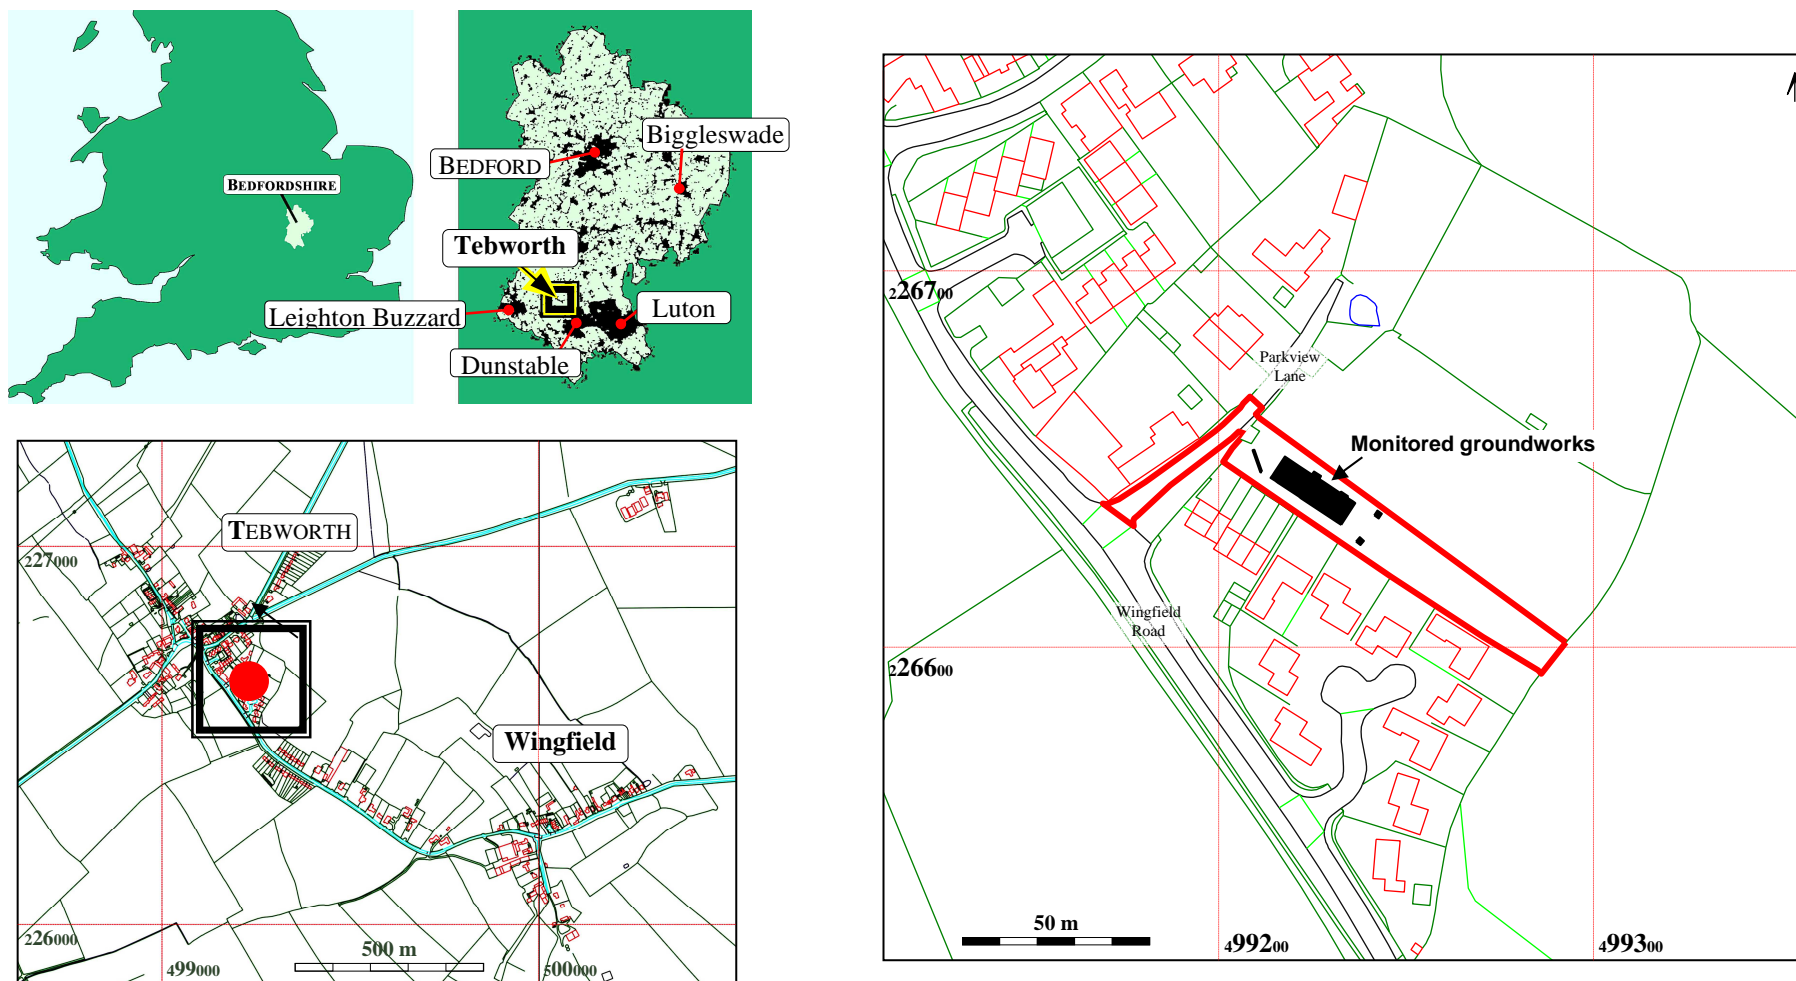 BEDFORDSHIRE
Biggleswade
BEDFORD
Tebworth
Leighton Buzzard
Luton
Dunstable
TEBWORTH
227000
Wingfield
226000
500 m
499000
500000
226700
Parkview
Lane
Monitored groundworks
Wingfield
Road
226600
50 m
499200
499300